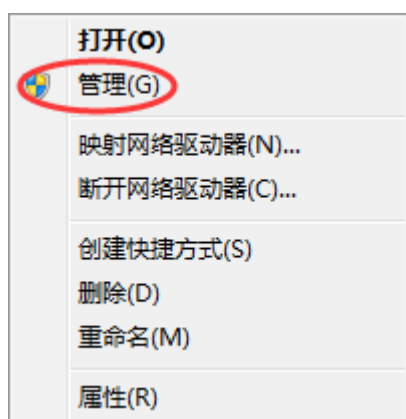 打开(O)
管理(G)
映射网络驱动器(N)...
断开网络驱动器(C)...
创建快捷方式(S)
删除(D)
重命名(M)
属性(R)